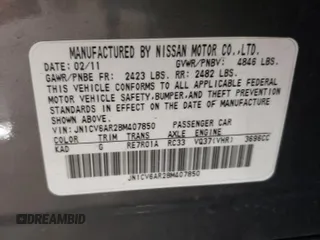 MANUFACTURED BY NISSAN MOTOR CO.,LTD.
DATE: 02/11 GVWR/PNBV: 4846 LBS.
GAWR/PNBE FR: 2423 LBS. RR: 2482 LBS.
THIS VEHICLE CONFORMS TO ALL APPLICABLE
FEDERAL MOTOR VEHICLE
SAFETY,BUMPER,AND THEFT PREVENTION
STANDARDS IN EFFECT ON THE DATE OF
MANUFACTURE SHOWN ABOVE.
VIN: JN1CV6AR2BM407850 PASSENGER CAR
COLOR TRIM TRANS AXLE ENGINE
KAD G RE7R01A RC33 VQ37(VHR) 3696CC
JN1CV6AR2BM407850
DREAMBID